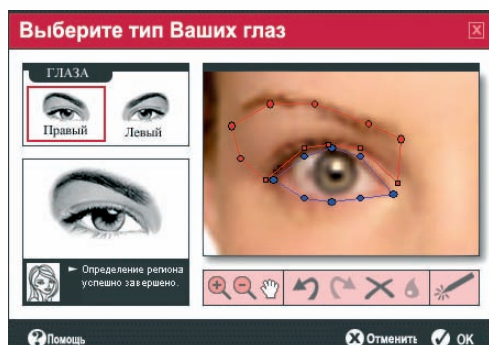 Выберите тип Ваших глаз
ГЛАЗА
Правый Левый
Определение региона
успешно завершено.
Помощь Отменить OK